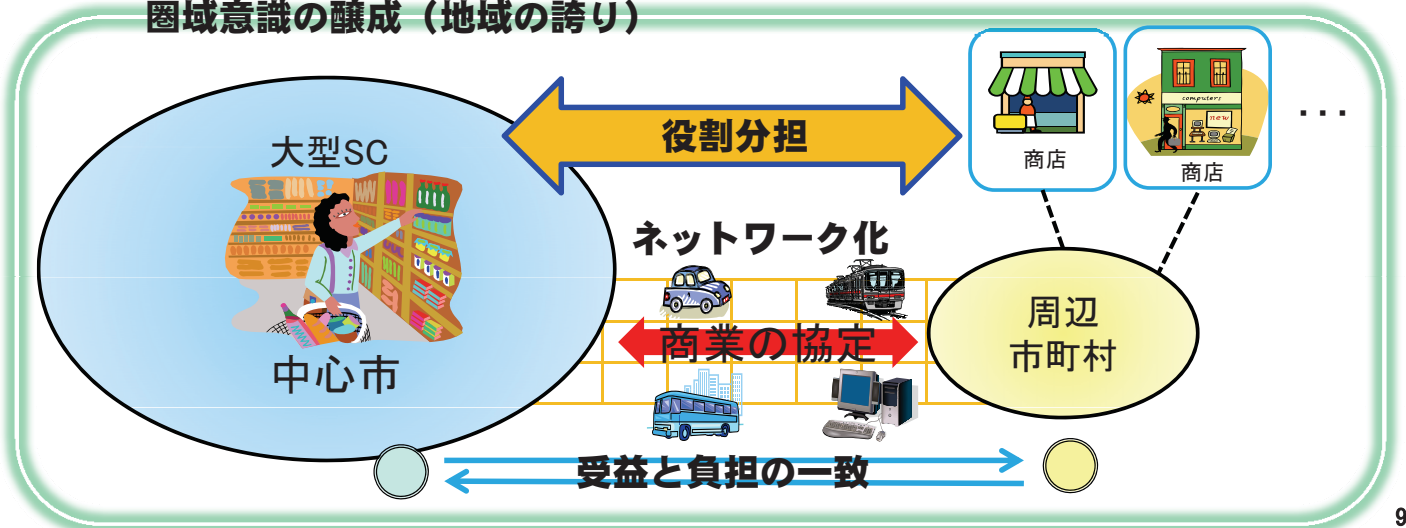 圏域意識の醸成（地域の誇り）
大型SC
中心市
役割分担
商店
computers
new
商店
・・・
ネットワーク化
商業の協定
周辺
市町村
受益と負担の一致
9